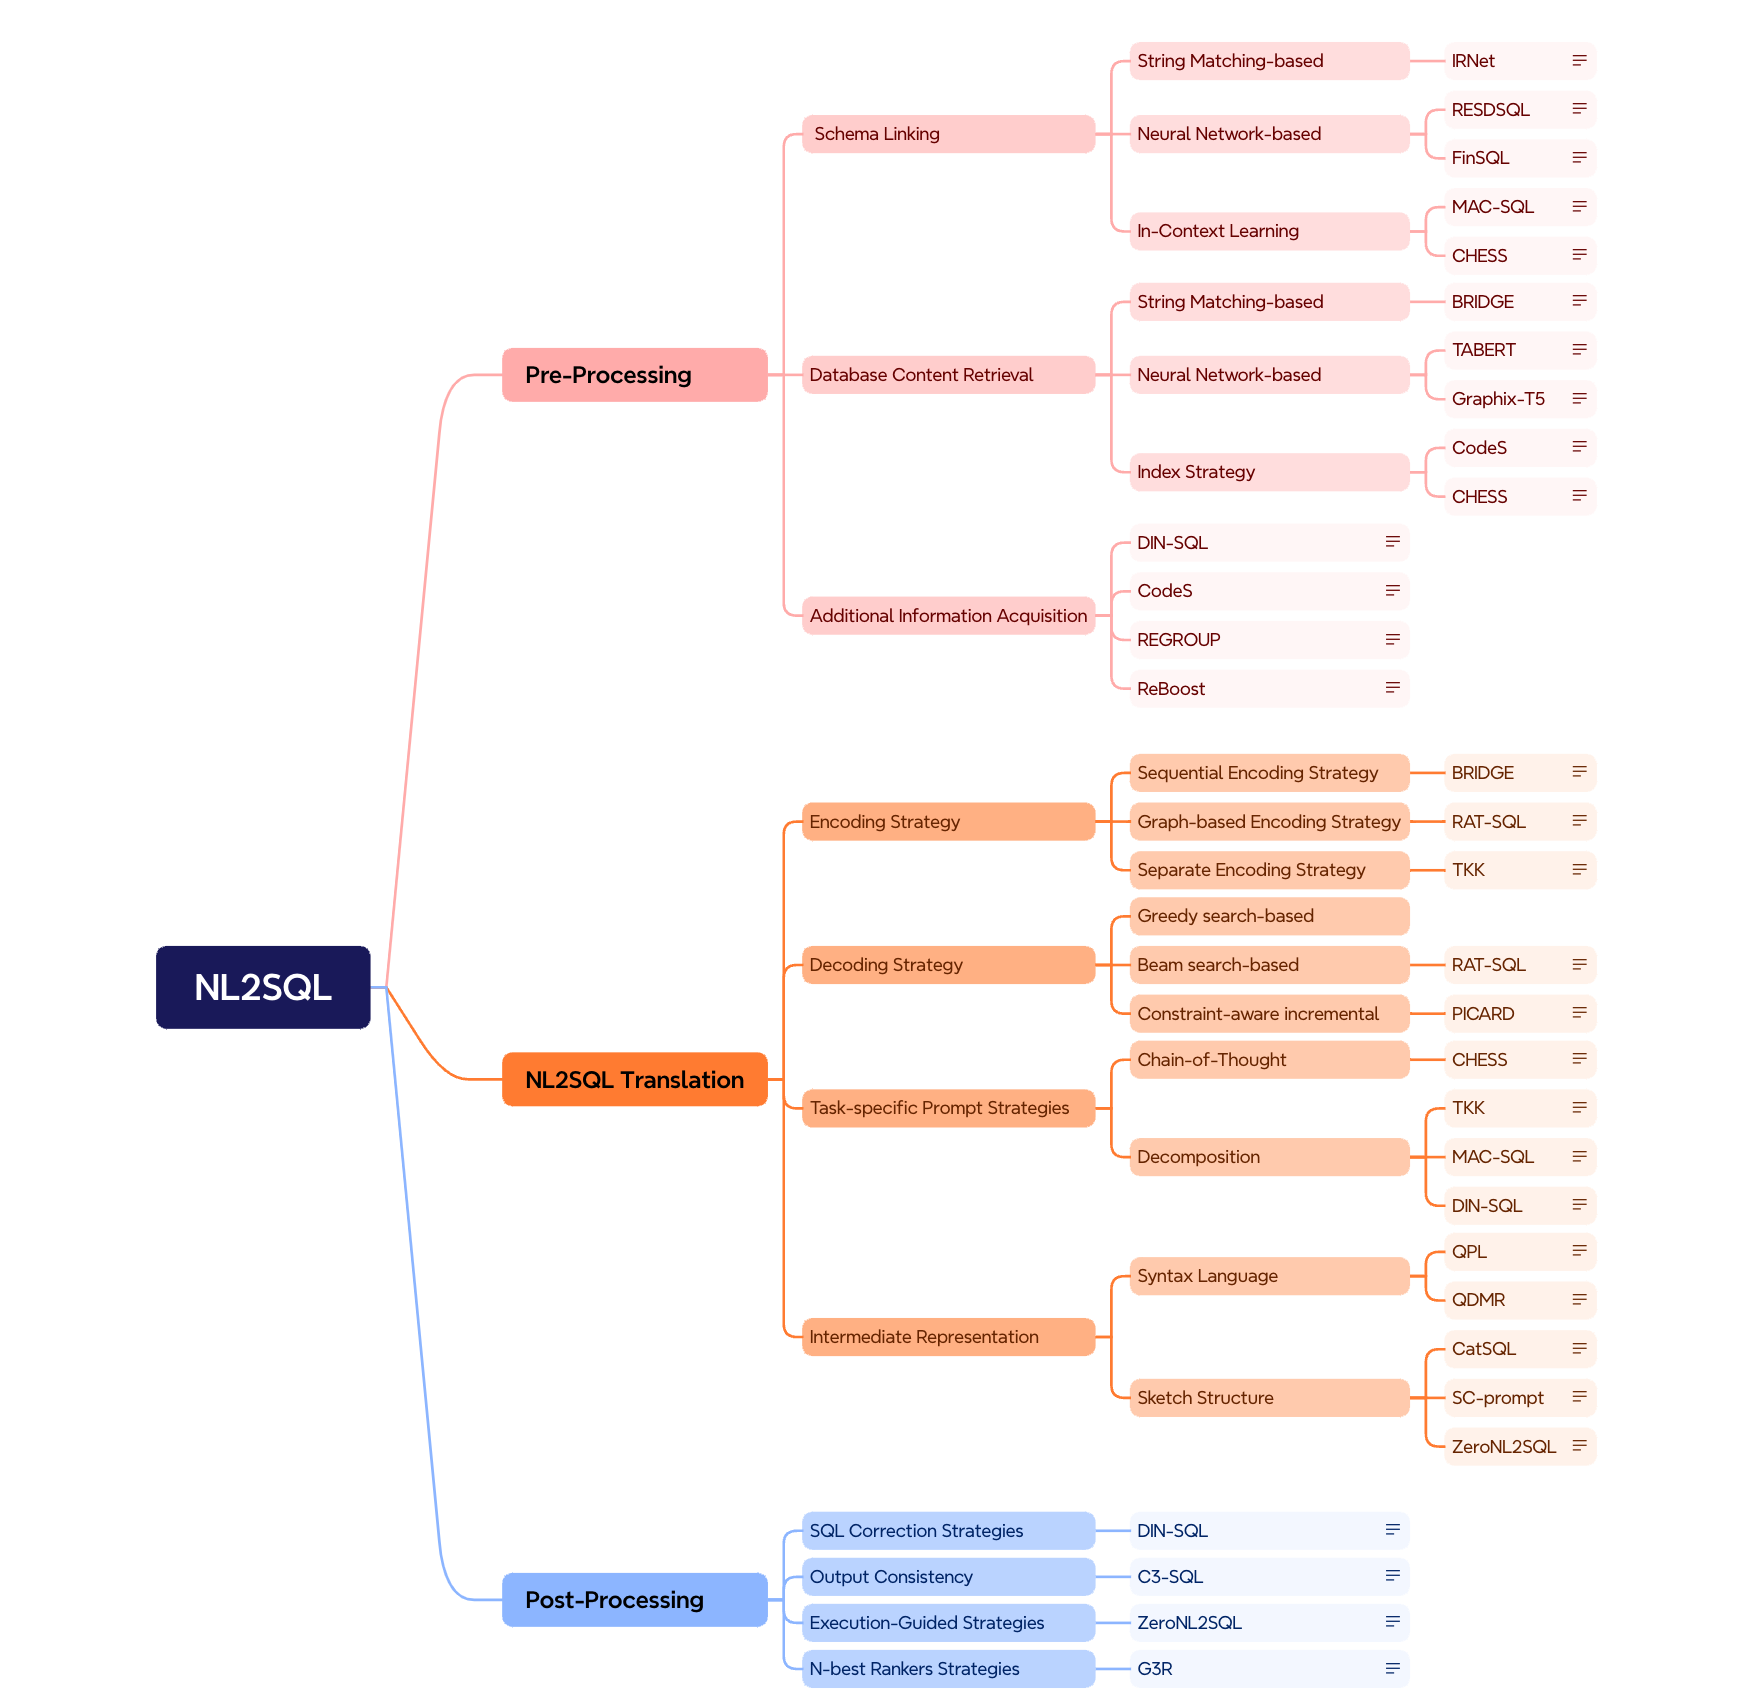 NL2SQL
Pre-Processing
Schema Linking
String Matching-based
IRNet
Neural Network-based
RESDSQL
FinSQL
In-Context Learning
MAC-SQL
CHESS
Database Content Retrieval
String Matching-based
BRIDGE
Neural Network-based
TABERT
Graphix-T5
Index Strategy
CodeS
CHESS
Additional Information Acquisition
DIN-SQL
CodeS
REGROUP
ReBoost
NL2SQL Translation
Encoding Strategy
Sequential Encoding Strategy
BRIDGE
Graph-based Encoding Strategy
RAT-SQL
Separate Encoding Strategy
TKK
Decoding Strategy
Greedy search-based
Beam search-based
RAT-SQL
Constraint-aware incremental
PICARD
Task-specific Prompt Strategies
Chain-of-Thought
CHESS
Decomposition
TKK
MAC-SQL
DIN-SQL
Intermediate Representation
Syntax Language
QPL
QDMR
Sketch Structure
CatSQL
SC-prompt
ZeroNL2SQL
Post-Processing
SQL Correction Strategies
DIN-SQL
Output Consistency
C3-SQL
Execution-Guided Strategies
ZeroNL2SQL
N-best Rankers Strategies
G3R